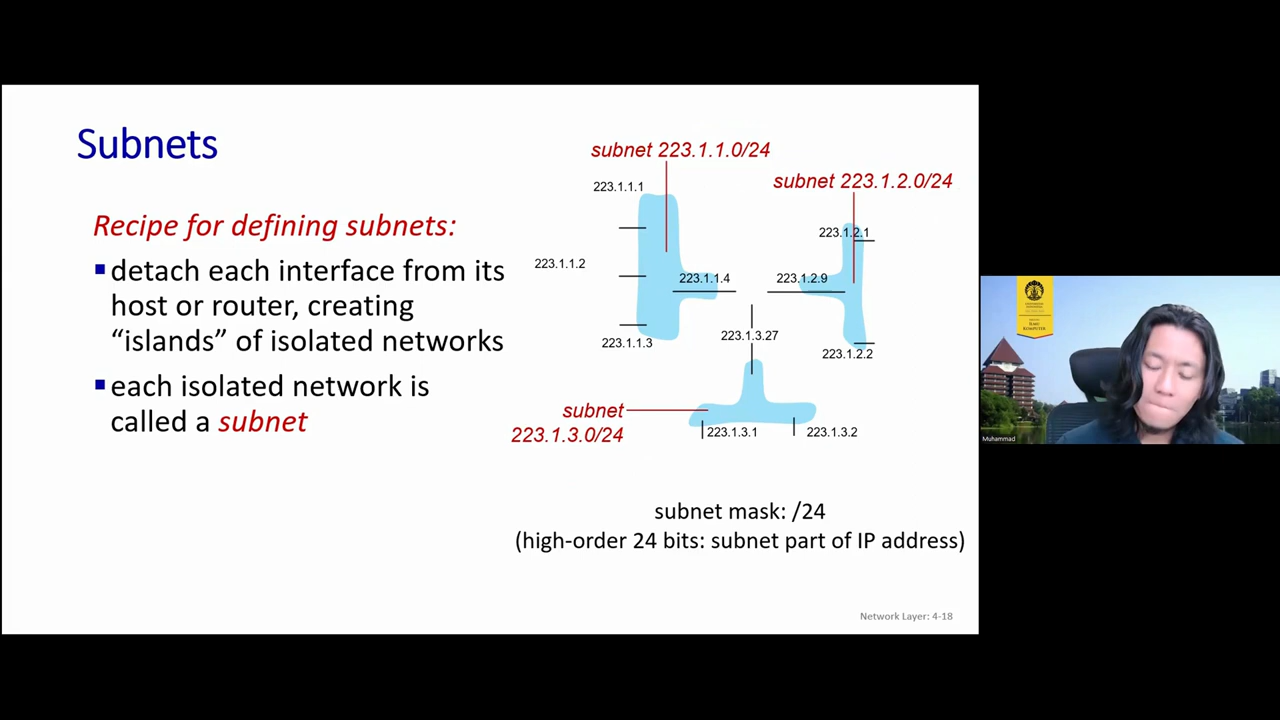 Subnets
Recipe for defining subnets:
detach each interface from its
host or router, creating
“islands” of isolated networks
each isolated network is
called a subnet
subnet 223.1.1.0/24
subnet 223.1.2.0/24
223.1.1.1
223.1.1.2
223.1.1.3
223.1.1.4
223.1.2.9
223.1.2.1
223.1.2.2
223.1.3.27
subnet
223.1.3.0/24
223.1.3.1
223.1.3.2
subnet mask: /24
(high-order 24 bits: subnet part of IP address)
Network Layer: 4-18
ILMU
KOMPUTER
Muhammad